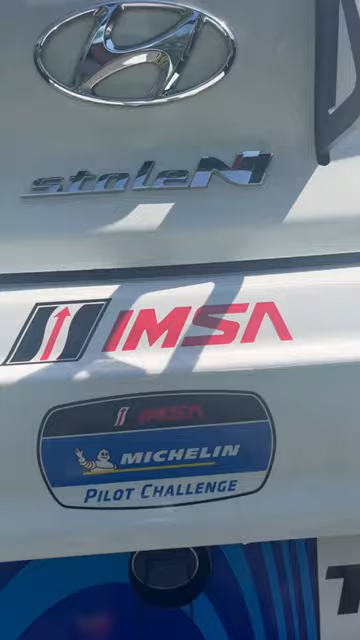 stoleN
IMSA
IMSA
MICHELIN
PILOT CHALLENGE
T